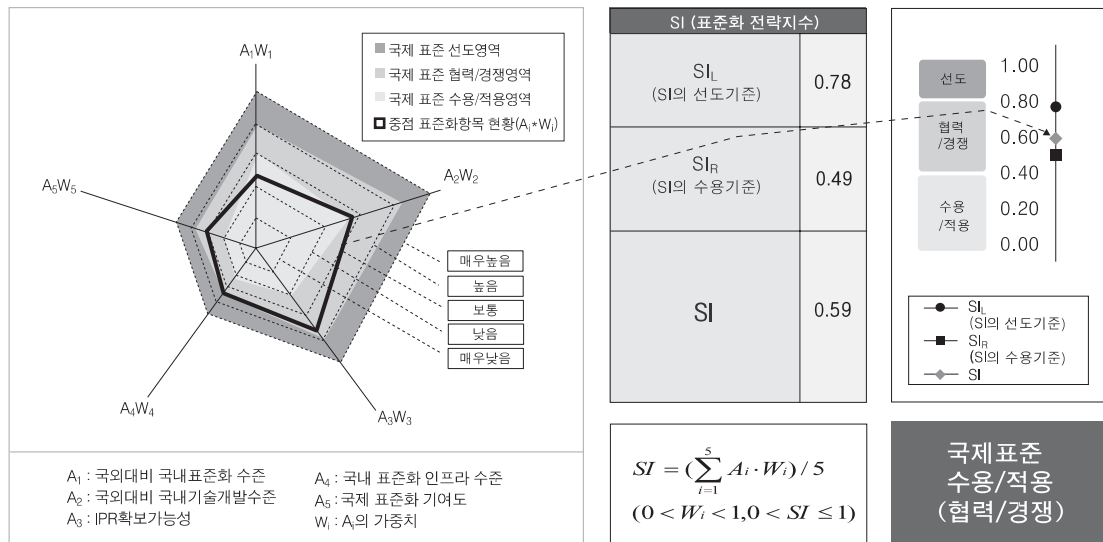 A₁W₁
A₂W₂
A₃W₃
A₄W₄
A₅W₅
국제 표준 선도영역
국제 표준 협력/경쟁영역
국제 표준 수용/적용영역
중점 표준화항목 현황(Aᵢ*Wᵢ)
매우높음
높음
보통
낮음
매우낮음
A₁ : 국외대비 국내표준화 수준
A₂ : 국외대비 국내기술개발수준
A₃ : IPR확보가능성
A₄ : 국내 표준화 인프라 수준
A₅ : 국제 표준화 기여도
Wᵢ : Aᵢ의 가중치
SI (표준화 전략지수)
SI_L
(SI의 선도기준)
0.78
SI_R
(SI의 수용기준)
0.49
SI
0.59
SI = (∑ᵢ₌₁⁵ Aᵢ · Wᵢ) / 5
(0 < Wᵢ < 1,0 < SI ≤ 1)
선도
협력
/경쟁
수용
/적용
1.00
0.80
0.60
0.40
0.20
0.00
SI_L
(SI의 선도기준)
SI_R
(SI의 수용기준)
SI
국제표준
수용/적용
(협력/경쟁)